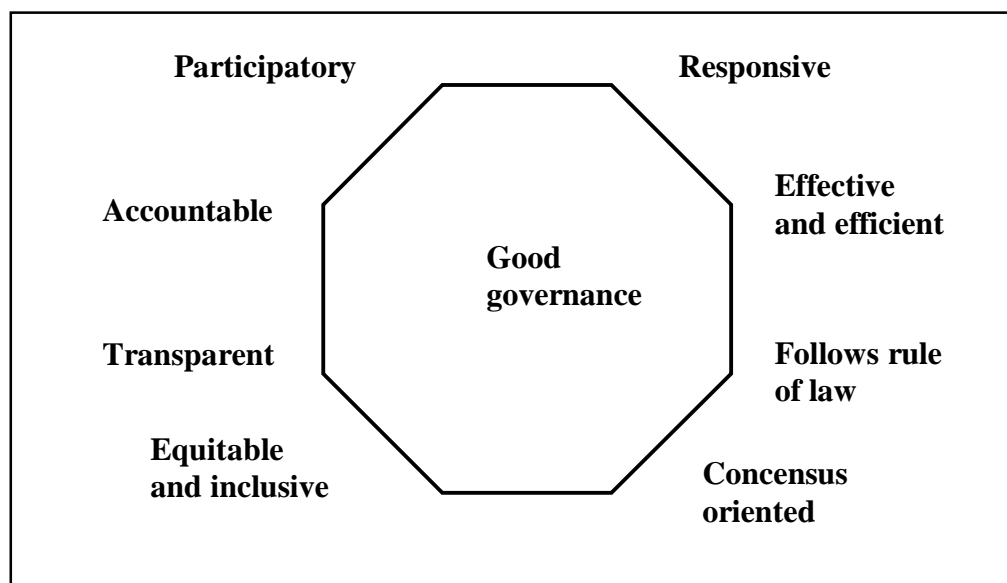 Participatory
Responsive
Accountable
Effective
and efficient
Good
governance
Transparent
Follows rule
of law
Equitable
and inclusive
Concensus
oriented